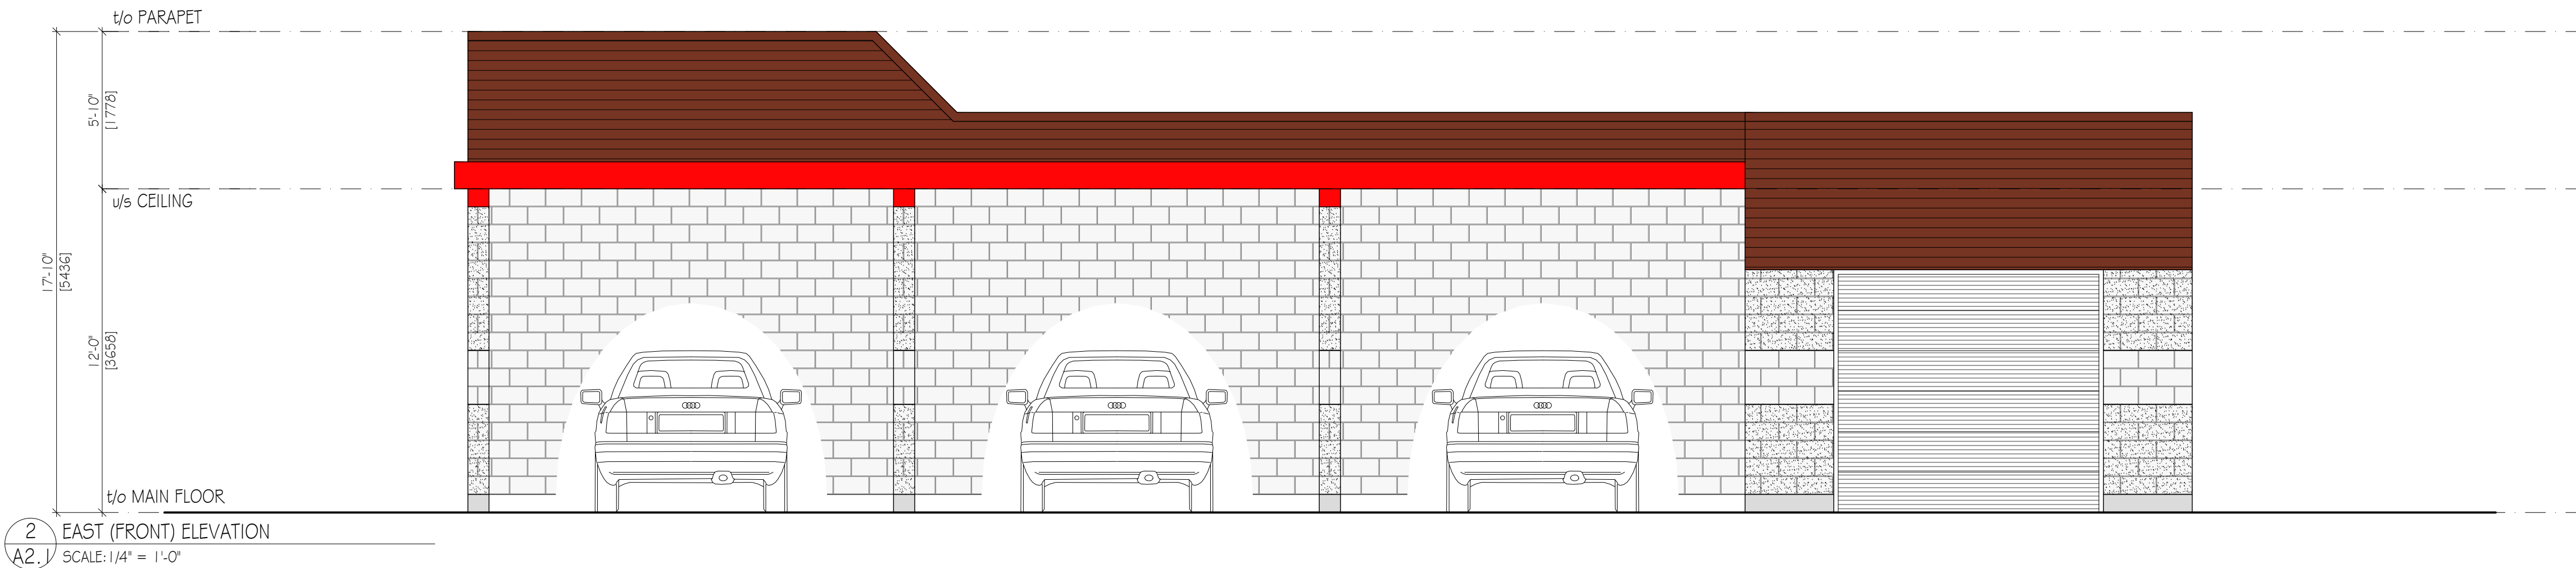 t/o PARAPET
5'-10"
[1778]
u/s CEILING
17'-10"
[5436]
12'-0"
[3658]
t/o MAIN FLOOR
2
EAST (FRONT) ELEVATION
A2.1
SCALE: 1/4" = 1'-0"